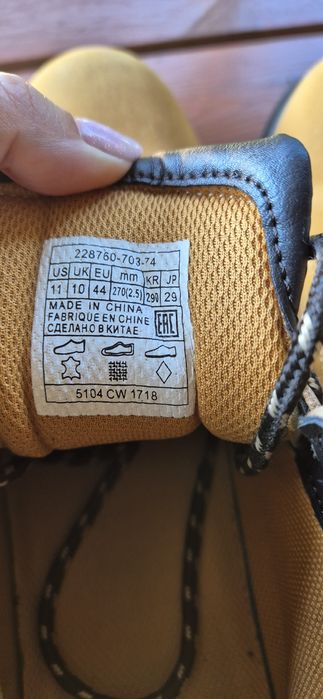 228760-703-74
US UK EU mm KR JP
11 10 44 270(2.5) 290 29
MADE IN CHINA
FABRIQUE EN CHINE
СДЕЛАНО В КИТАЕ
EAC
5104 CW 1718